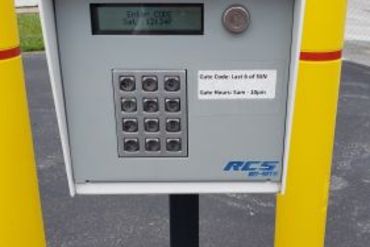 Enter CODE
Gate Code: Last 6 of SSN
Gate Hours: 5am - 10pm
RCS